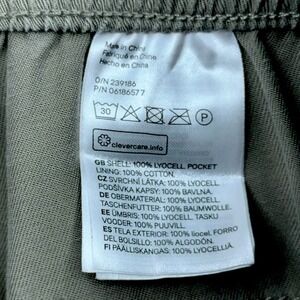 Made in China
Fabriqué en Chine
Hecho en China
O/N 239186
P/N 06186577
30
P
clevercare.info
GB SHELL: 100% LYOCELL. POCKET
LINING: 100% COTTON.
CZ SVRCHNÍ LÁTKA: 100% LYOCELL.
PODŠÍVKA KAPSY: 100% BAVLNA.
DE OBERMATERIAL: 100% LYOCELL.
TASCHENFUTTER: 100% BAUMWOLLE.
EE ÜMBRIS: 100% LYOCELL. TASKU
VOODER: 100% PUUVILL.
ES TELA EXTERIOR: 100% liocel. FORRO
DEL BOLSILLO: 100% ALGODÓN.
FI PÄÄLLISKANGAS: 100% LYOCELLIÄ.